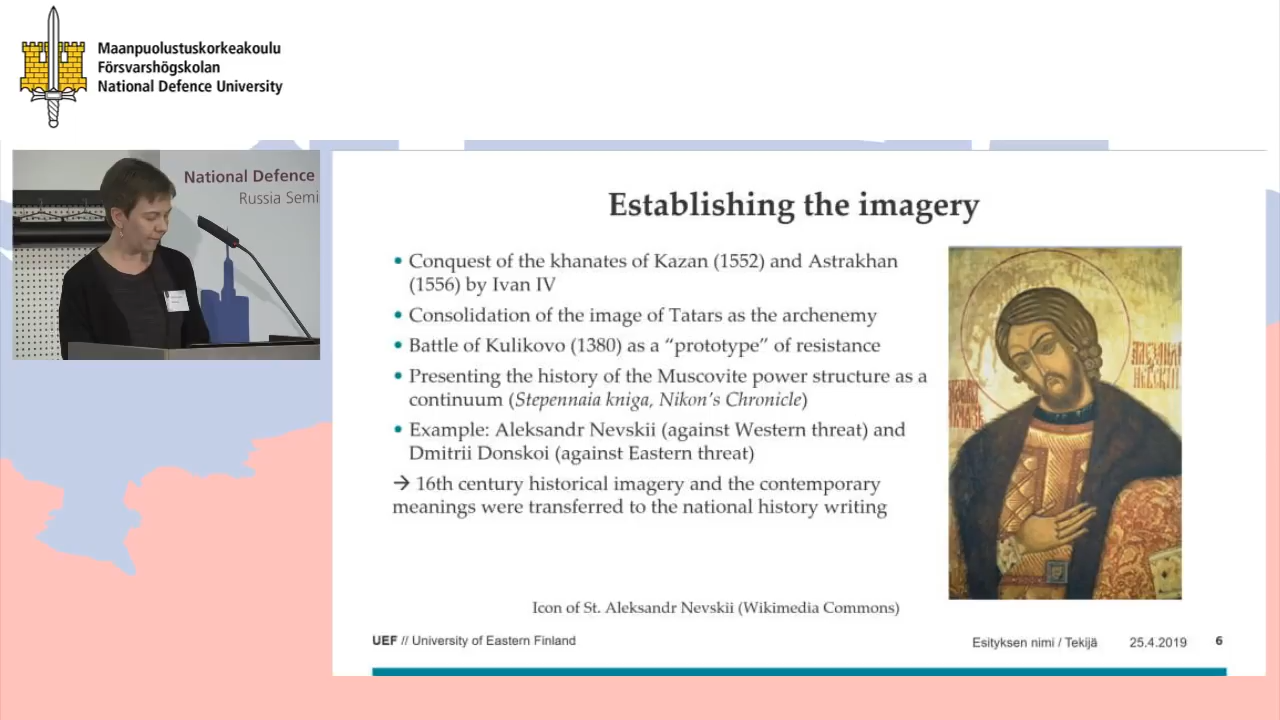 Maanpuolustuskorkeakoulu
Försvarshögskolan
National Defence University
National Defence
Russia Semi
Establishing the imagery
• Conquest of the khanates of Kazan (1552) and Astrakhan
(1556) by Ivan IV
• Consolidation of the image of Tatars as the archenemy
• Battle of Kulikovo (1380) as a “prototype” of resistance
• Presenting the history of the Muscovite power structure as a
continuum (Stepennaia kniga, Nikon's Chronicle)
• Example: Aleksandr Nevskii (against Western threat) and
Dmitrii Donskoi (against Eastern threat)
→ 16th century historical imagery and the contemporary
meanings were transferred to the national history writing
Icon of St. Aleksandr Nevskii (Wikimedia Commons)
UEF // University of Eastern Finland
Esityksen nimi / Tekijä 25.4.2019 6